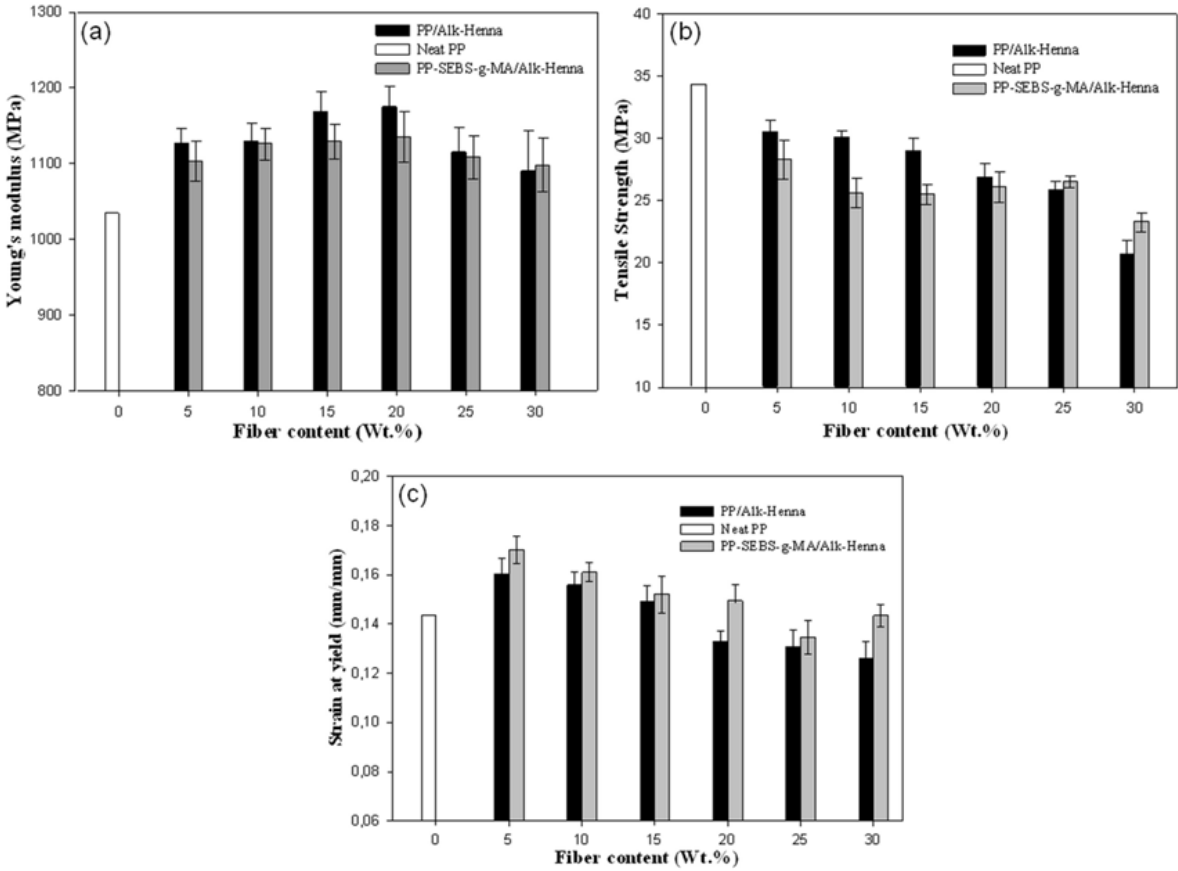 (a)
PP/Alk-Henna
Neat PP
PP-SEBS-g-MA/Alk-Henna
Young's modulus (MPa)
1300
1200
1100
1000
900
800
0 5 10 15 20 25 30
Fiber content (Wt.%)
(b)
PP/Alk-Henna
Neat PP
PP-SEBS-g-MA/Alk-Henna
Tensile Strength (MPa)
40
35
30
25
20
15
10
0 5 10 15 20 25 30
Fiber content (Wt.%)
(c)
PP/Alk-Henna
Neat PP
PP-SEBS-g-MA/Alk-Henna
Strain at yield (mm/mm)
0,20
0,18
0,16
0,14
0,12
0,10
0,08
0,06
0 5 10 15 20 25 30
Fiber content (Wt.%)